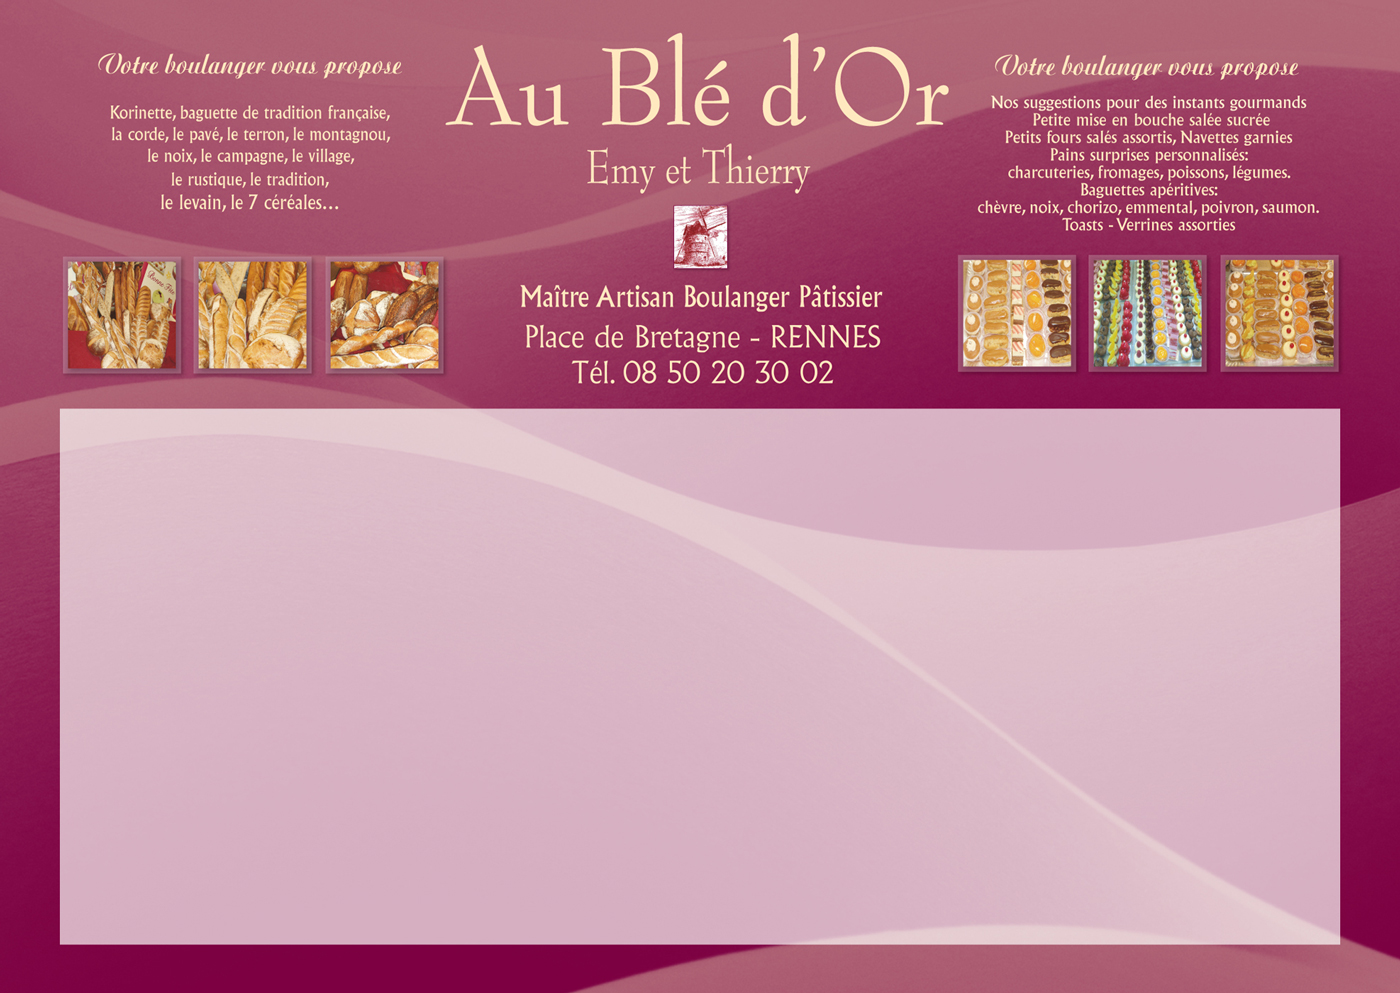 Votre boulanger vous propose
Korinette, baguette de tradition française,
la corde, le pavé, le terron, le montagnou,
le noix, le campagne, le village,
le rustique, le tradition,
le levain, le 7 céréales...
Au Blé d'Or
Emy et Thierry
Maître Artisan Boulanger Pâtissier
Place de Bretagne - RENNES
Tél. 08 50 20 30 02
Votre boulanger vous propose
Nos suggestions pour des instants gourmands
Petite mise en bouche salée sucrée
Petits fours salés assortis, Navettes garnies
Pains surprises personnalisés:
charcuteries, fromages, poissons, légumes.
Baguettes apéritives:
chèvre, noix, chorizo, emmental, poivron, saumon.
Toasts - Verrines assorties